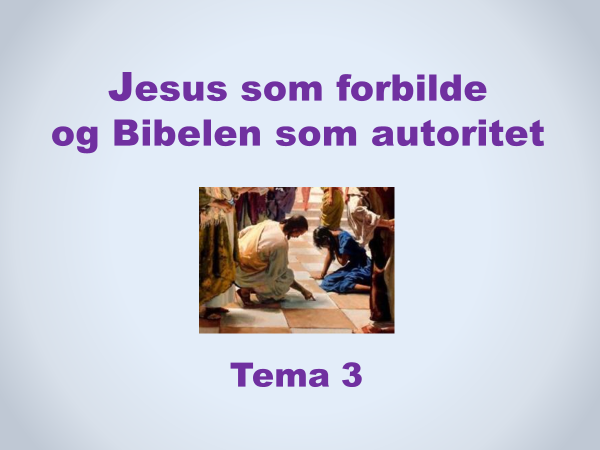 Jesus som forbilde
og Bibelen som autoritet
Tema 3